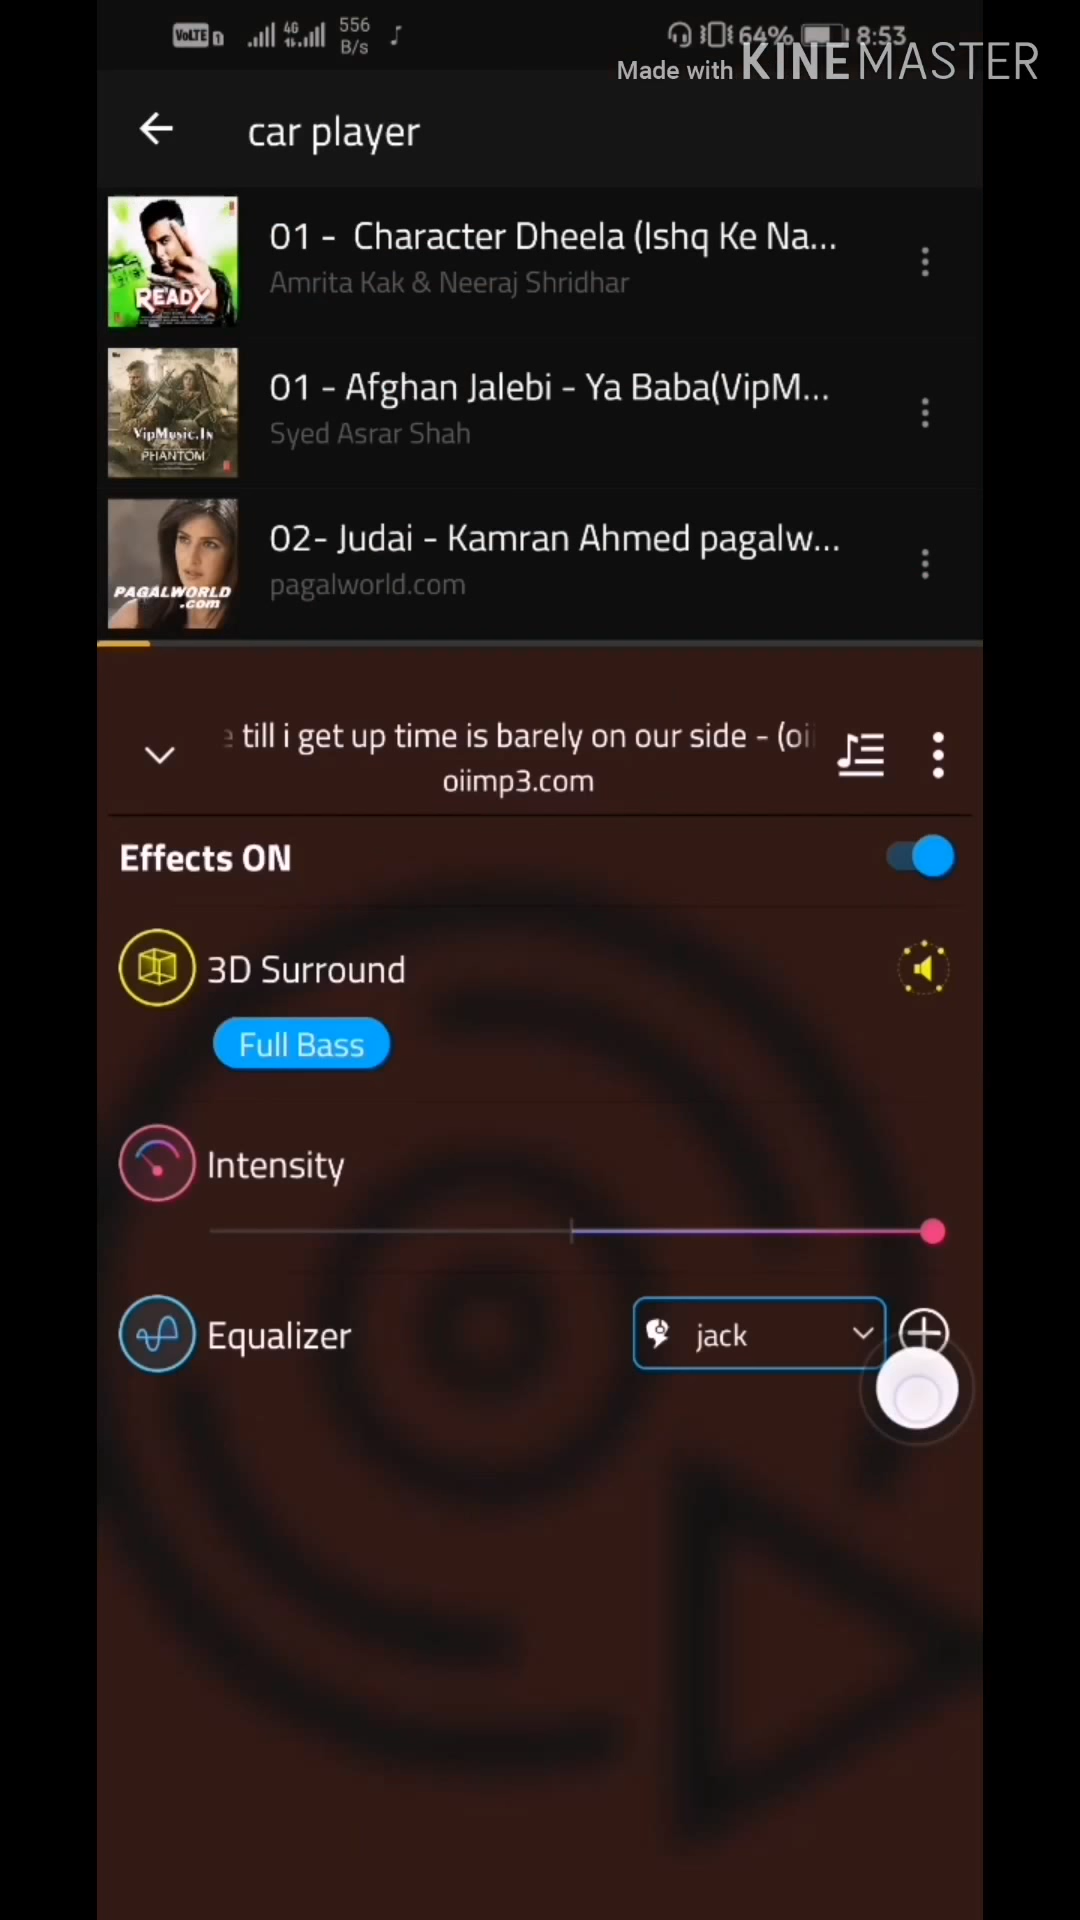 VoLTE 1 4G 556 B/s 64% 8:53
Made with KINEMASTER
car player
01 - Character Dheela (Ishq Ke Na...
Amrita Kak & Neeraj Shridhar
READY
01 - Afghan Jalebi - Ya Baba(VipM...
Syed Asrar Shah
VipMusic.In
PHANTOM
02- Judai - Kamran Ahmed pagalw...
pagalworld.com
PAGALWORLD
.com
till i get up time is barely on our side - (oii
oiimp3.com
Effects ON
3D Surround
Full Bass
Intensity
Equalizer
jack